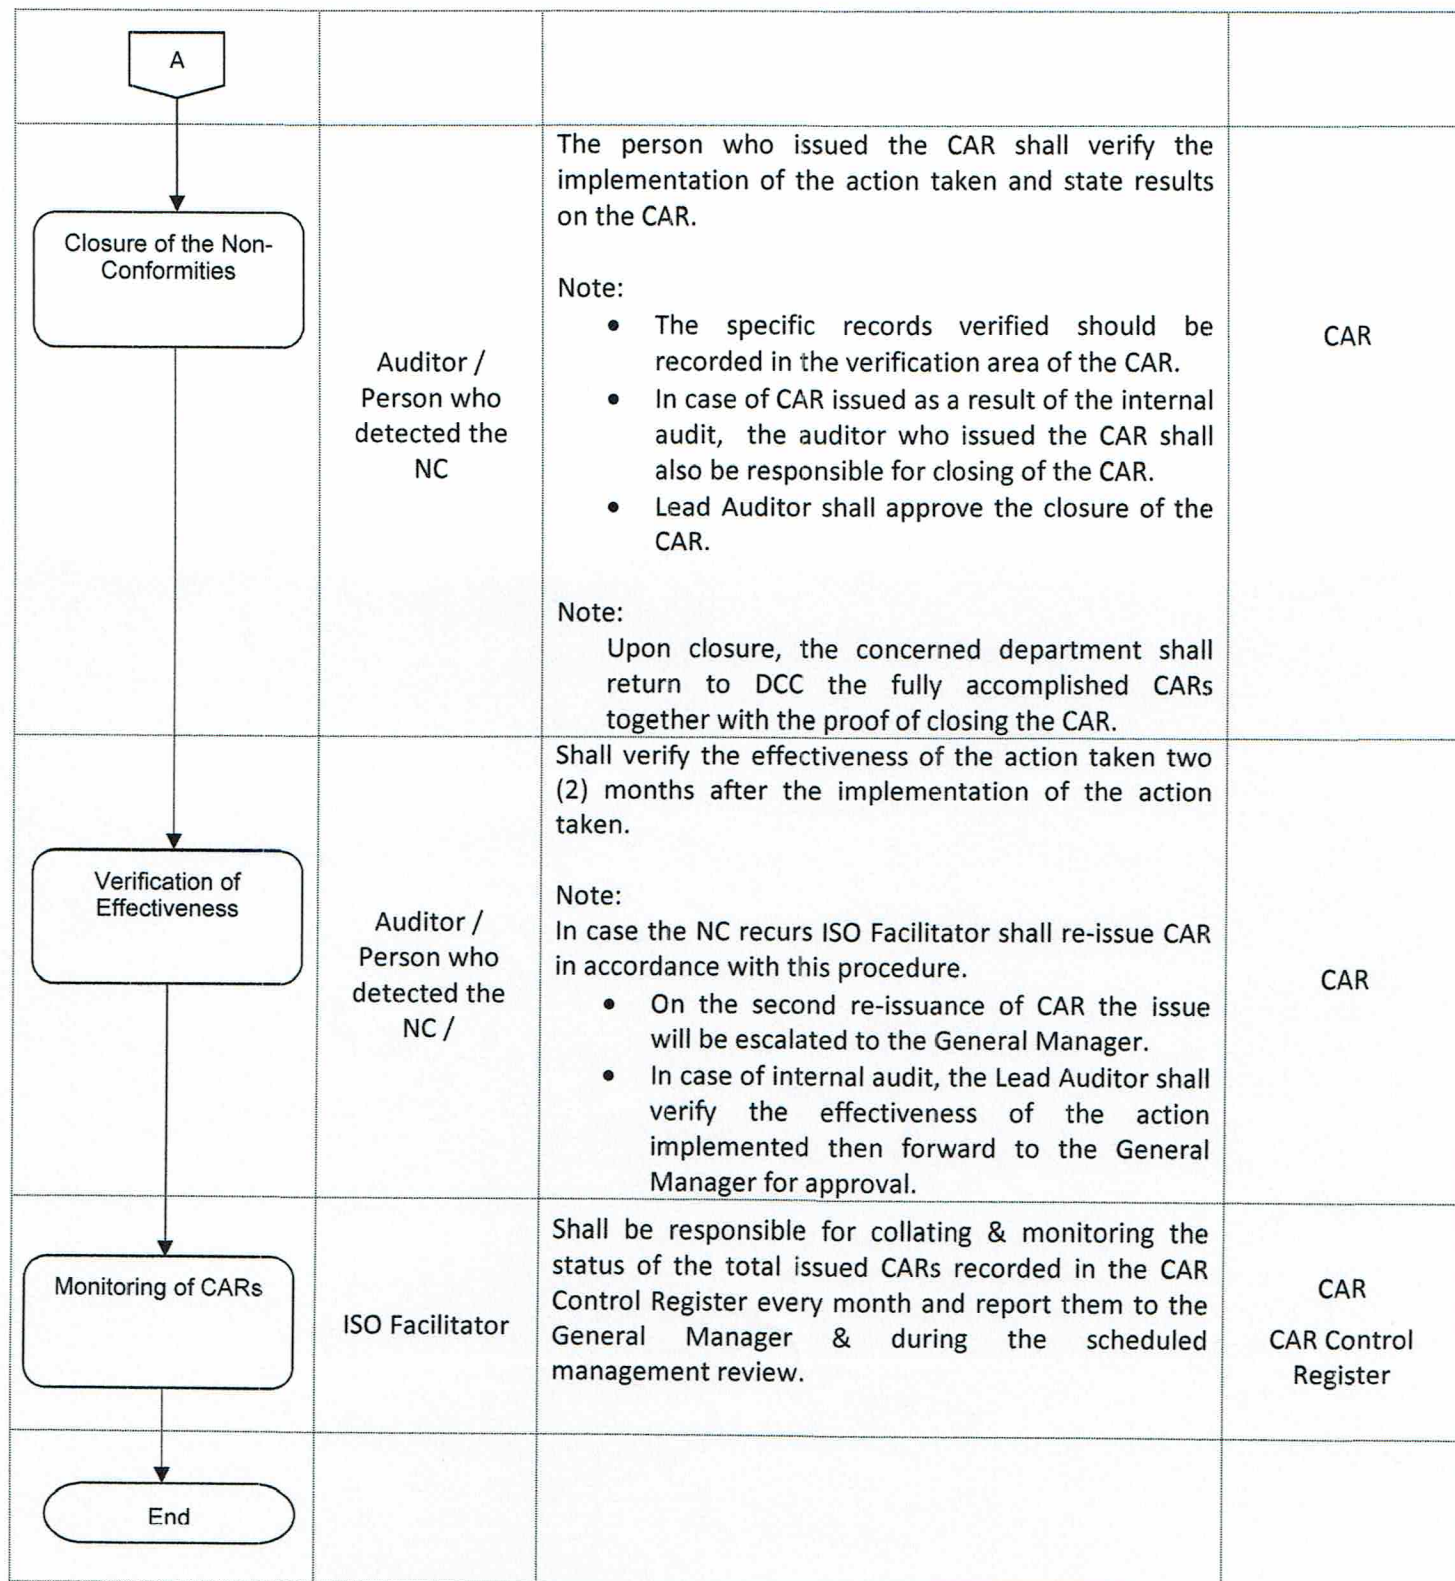 A
The person who issued the CAR shall verify the
implementation of the action taken and state results
on the CAR.
Closure of the Non-
Conformities
Note:
• The specific records verified should be
recorded in the verification area of the CAR.
• In case of CAR issued as a result of the internal
audit, the auditor who issued the CAR shall
also be responsible for closing of the CAR.
• Lead Auditor shall approve the closure of the
CAR.
Auditor /
Person who
detected the
NC
CAR
Note:
Upon closure, the concerned department shall
return to DCC the fully accomplished CARs
together with the proof of closing the CAR.
Verification of
Effectiveness
Auditor /
Person who
detected the
NC /
Shall verify the effectiveness of the action taken two
(2) months after the implementation of the action
taken.
Note:
In case the NC recurs ISO Facilitator shall re-issue CAR
in accordance with this procedure.
• On the second re-issuance of CAR the issue
will be escalated to the General Manager.
• In case of internal audit, the Lead Auditor shall
verify the effectiveness of the action
implemented then forward to the General
Manager for approval.
CAR
Monitoring of CARs
ISO Facilitator
Shall be responsible for collating & monitoring the
status of the total issued CARs recorded in the CAR
Control Register every month and report them to the
General Manager & during the scheduled
management review.
CAR
CAR Control
Register
End